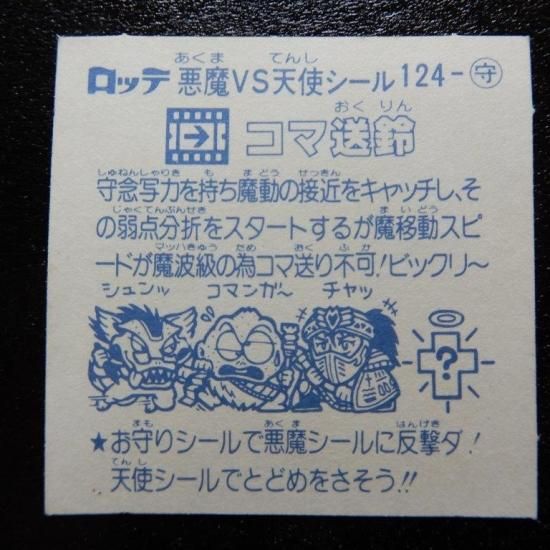 あくま てんし
ロッテ 悪魔VS天使シール 124-守
おく りん
コマ送鈴
しゅねんしゃりき も まどう せっきん
守念写力を持ち魔動の接近をキャッチし、そ
じゃくてんぶんせき まいどう
の弱点分折をスタートするが魔移動スピ
マッハきゅう ため おく ふか
ードが魔波級の為コマ送り不可!ビックリ〜
シュンッ コマンガ〜 チャッ
?
まも あくま はんげき
★お守りシールで悪魔シールに反撃ダ!
てんし
天使シールでとどめをさそう!!